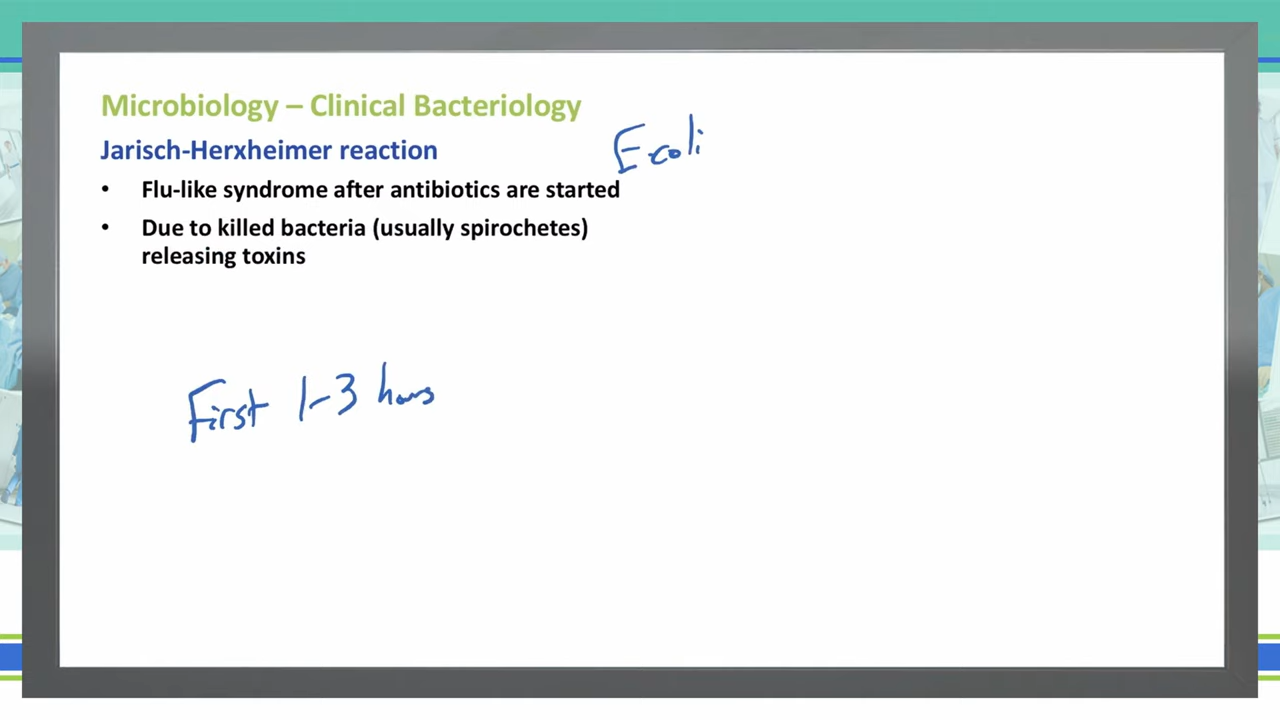 Microbiology – Clinical Bacteriology
Jarisch-Herxheimer reaction
E coli
• Flu-like syndrome after antibiotics are started
• Due to killed bacteria (usually spirochetes)
releasing toxins
First 1-3 hours